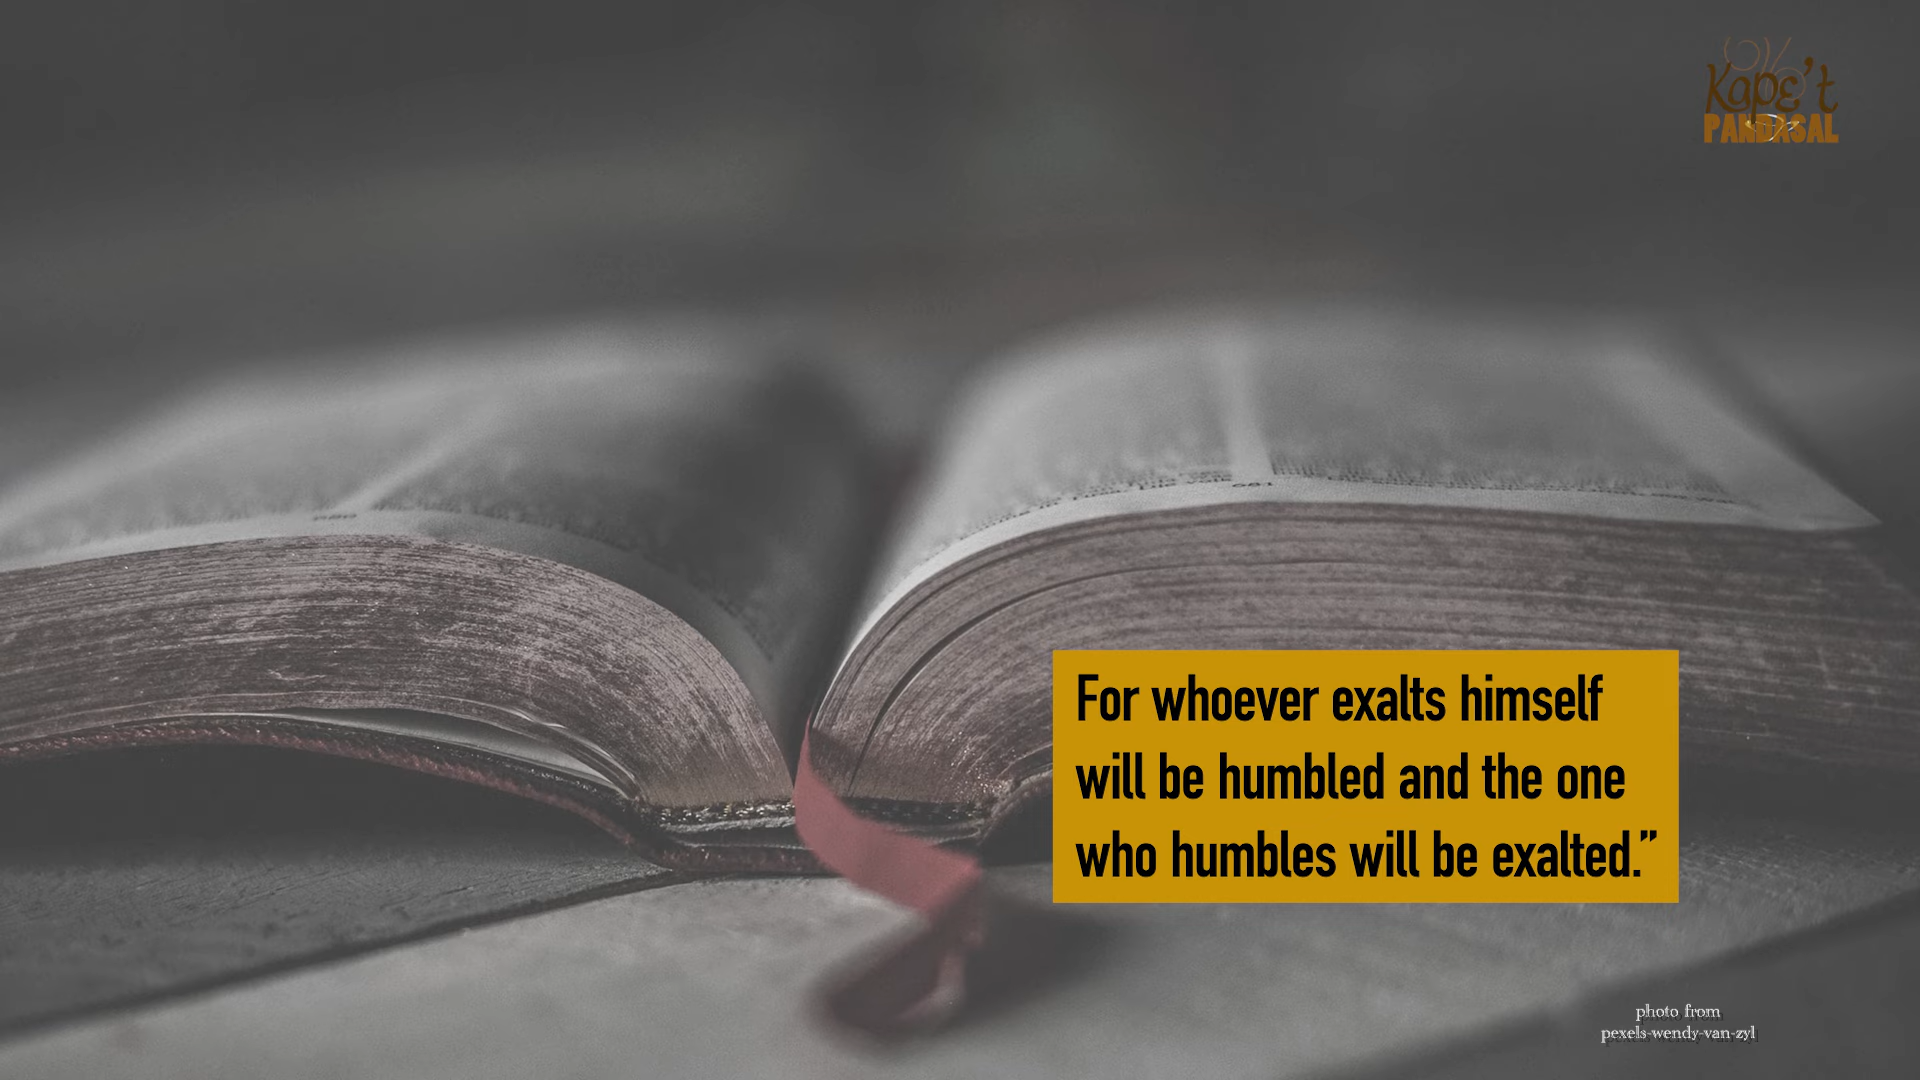 Kape't
PANDASAL
For whoever exalts himself
will be humbled and the one
who humbles will be exalted.”
photo from
pexels-wendy-van-zyl